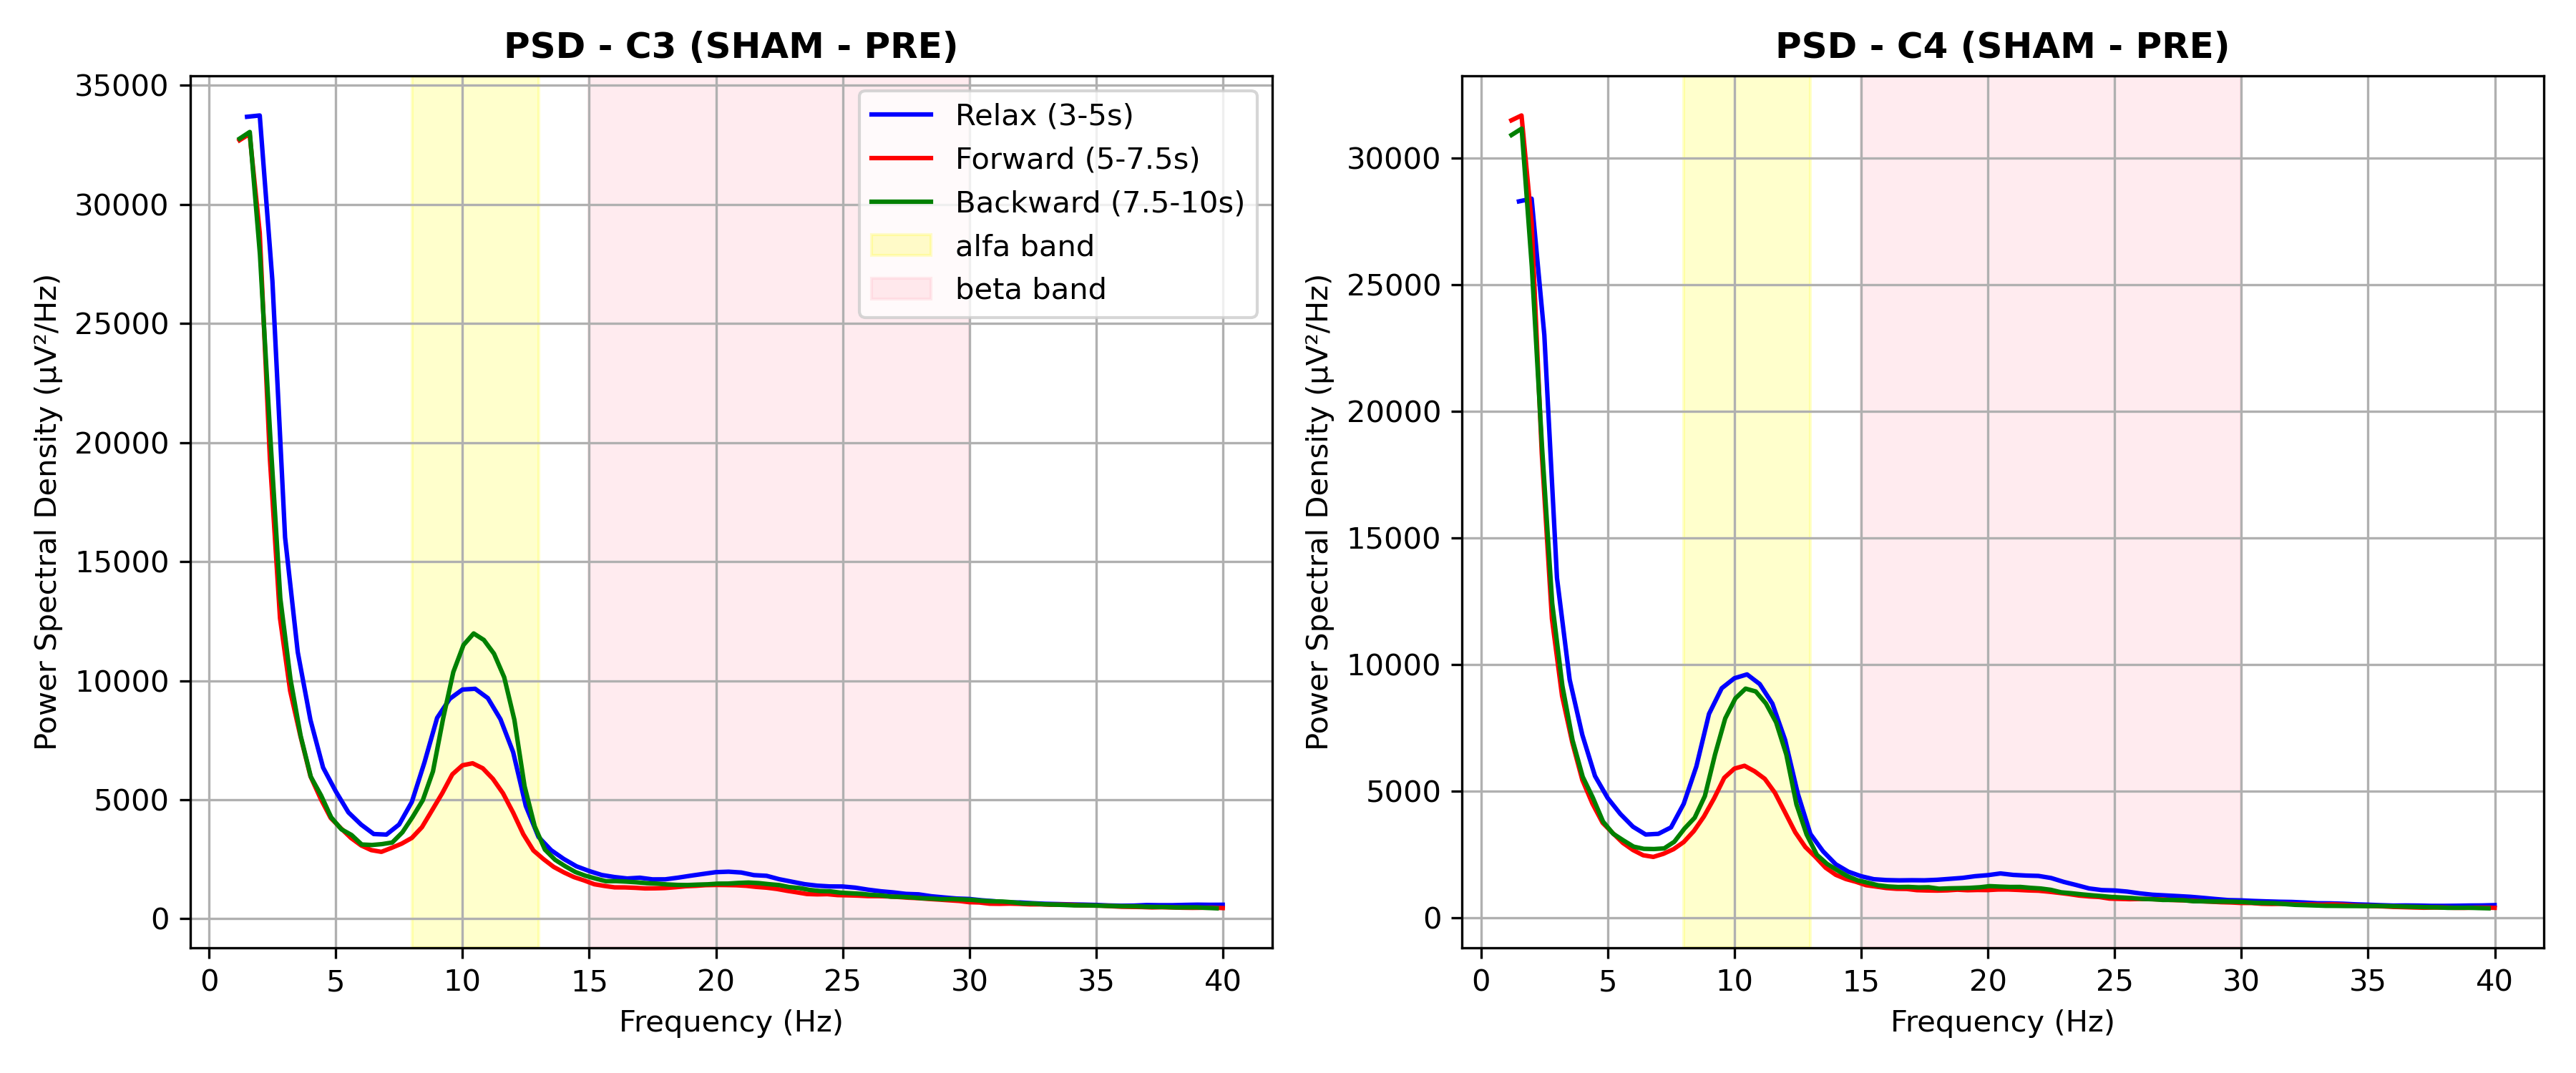 PSD - C3 (SHAM - PRE)
35000
30000
25000
20000
15000
10000
5000
0
Power Spectral Density (µV²/Hz)
Relax (3-5s)
Forward (5-7.5s)
Backward (7.5-10s)
alfa band
beta band
0 5 10 15 20 25 30 35 40
Frequency (Hz)
PSD - C4 (SHAM - PRE)
30000
25000
20000
15000
10000
5000
0
Power Spectral Density (µV²/Hz)
0 5 10 15 20 25 30 35 40
Frequency (Hz)